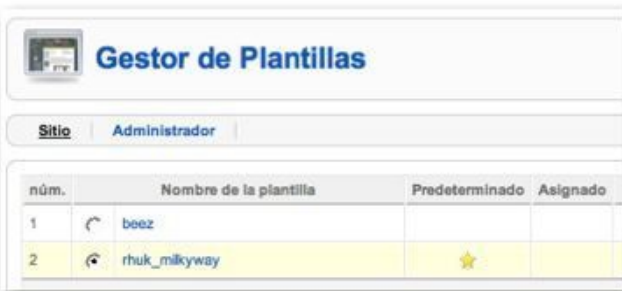 Gestor de Plantillas
Sitio Administrador
núm. Nombre de la plantilla Predeterminado Asignado
1 beez
2 rhuk_milkyway